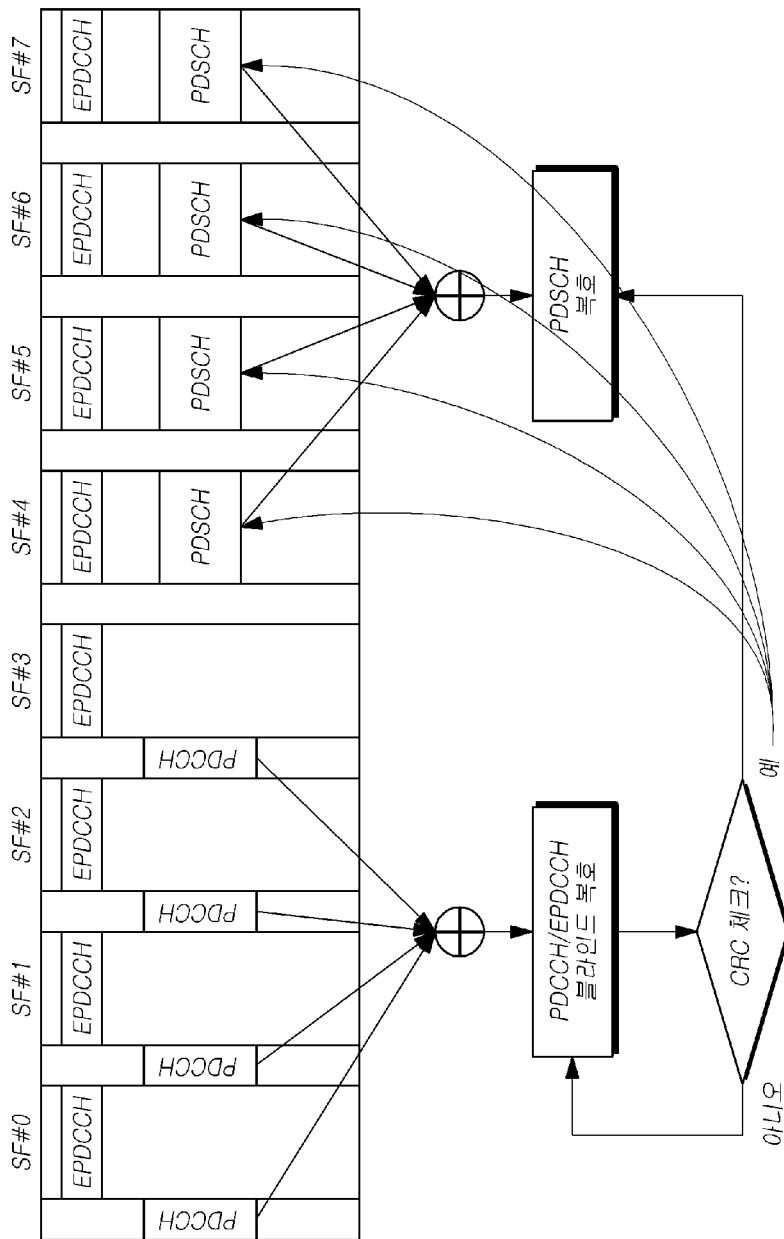 SF#0
SF#1
SF#2
SF#3
SF#4
SF#5
SF#6
SF#7
EPDCCH
EPDCCH
EPDCCH
EPDCCH
EPDCCH
EPDCCH
EPDCCH
EPDCCH
PDCCH
PDCCH
PDCCH
PDCCH
PDSCH
PDSCH
PDSCH
PDSCH
PDCCH/EPDCCH
블라인드 복호
PDSCH
복호
CRC 체크?
아니오
예